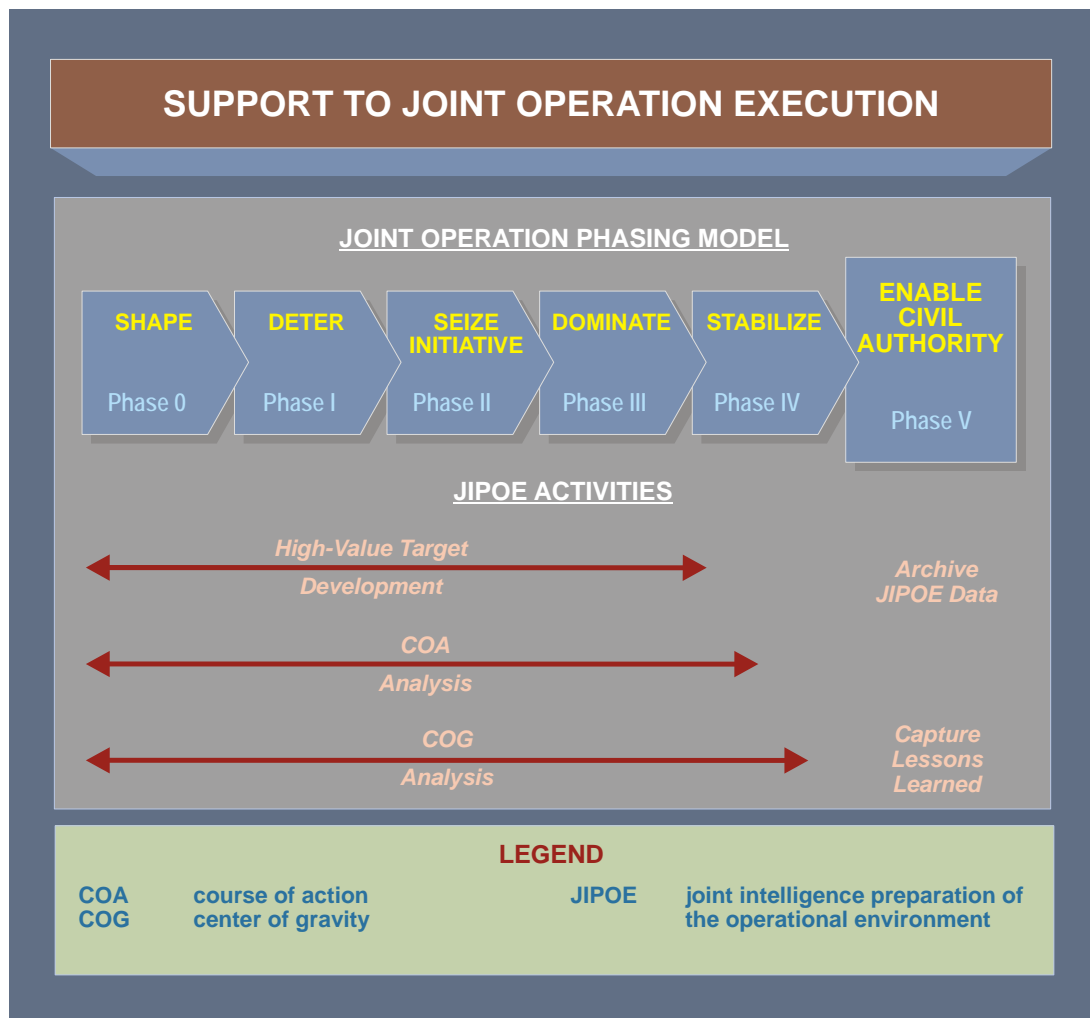 SUPPORT TO JOINT OPERATION EXECUTION
JOINT OPERATION PHASING MODEL
SHAPE
Phase 0
DETER
Phase I
SEIZE
INITIATIVE
Phase II
DOMINATE
Phase III
STABILIZE
Phase IV
ENABLE
CIVIL
AUTHORITY
Phase V
JIPOE ACTIVITIES
High-Value Target
Development
Archive
JIPOE Data
COA
Analysis
COG
Analysis
Capture
Lessons
Learned
LEGEND
COA course of action
COG center of gravity
JIPOE joint intelligence preparation of
the operational environment